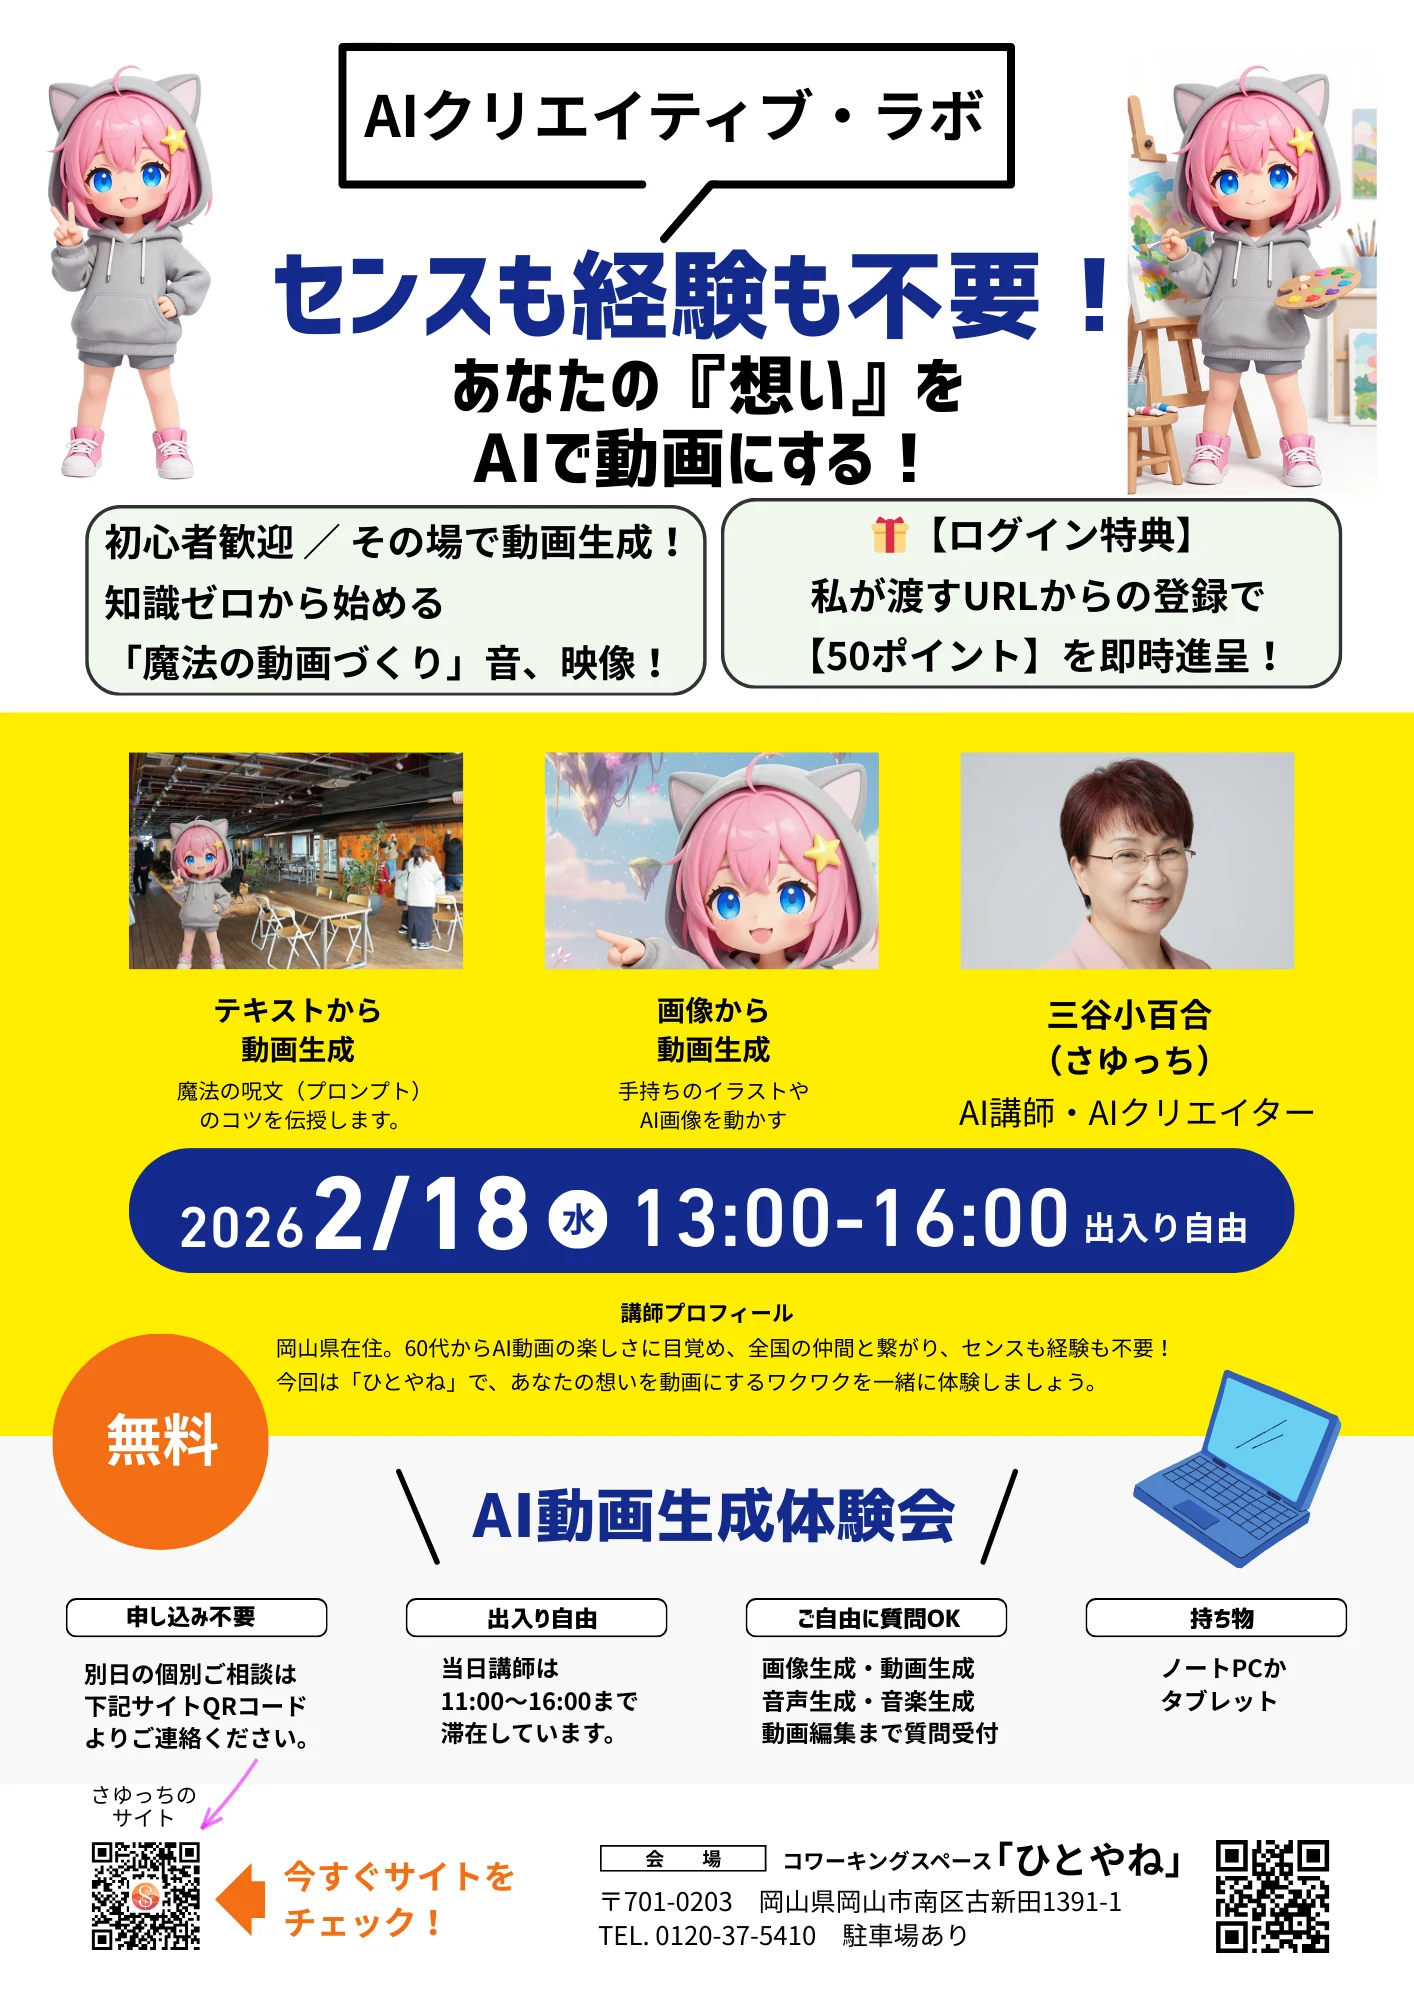 AIクリエイティブ・ラボ
センスも経験も不要！
あなたの『想い』を
AIで動画にする！
初心者歓迎 ／ その場で動画生成！
知識ゼロから始める
「魔法の動画づくり」音、映像！
【ログイン特典】
私が渡すURLからの登録で
【50ポイント】を即時進呈！
テキストから
動画生成
魔法の呪文（プロンプト）
のコツを伝授します。
画像から
動画生成
手持ちのイラストや
AI画像を動かす
三谷小百合
（さゆっち）
AI講師・AIクリエイター
2026 2/18 水 13:00-16:00 出入り自由
講師プロフィール
岡山県在住。60代からAI動画の楽しさに目覚め、全国の仲間と繋がり、センスも経験も不要！
今回は「ひとやね」で、あなたの想いを動画にするワクワクを一緒に体験しましょう。
無料
AI動画生成体験会
申し込み不要
別日の個別ご相談は
下記サイトQRコード
よりご連絡ください。
出入り自由
当日講師は
11:00～16:00まで
滞在しています。
ご自由に質問OK
画像生成・動画生成
音声生成・音楽生成
動画編集まで質問受付
持ち物
ノートPCか
タブレット
さゆっちの
サイト
今すぐサイトを
チェック！
会　場 コワーキングスペース「ひとやね」
〒701-0203　岡山県岡山市南区古新田1391-1
TEL. 0120-37-5410　駐車場あり